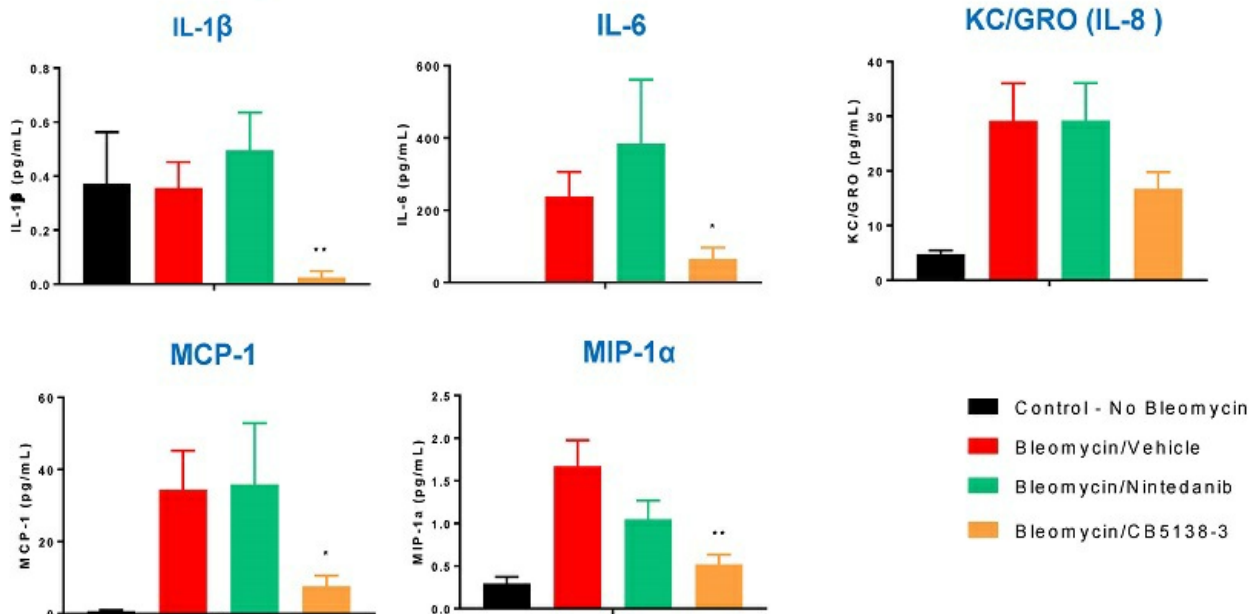 IL-1β
IL-6
KC/GRO (IL-8 )
0.8
0.6
0.4
0.2
0.0
IL-1β (pg/mL)
**
600
400
200
0
IL-6 (pg/mL)
*
40
30
20
10
0
KC/GRO (pg/mL)
MCP-1
MIP-1α
60
40
20
0
MCP-1 (pg/mL)
*
2.5
2.0
1.5
1.0
0.5
0.0
MIP-1a (pg/mL)
**
Control - No Bleomycin
Bleomycin/Vehicle
Bleomycin/Nintedanib
Bleomycin/CB5138-3